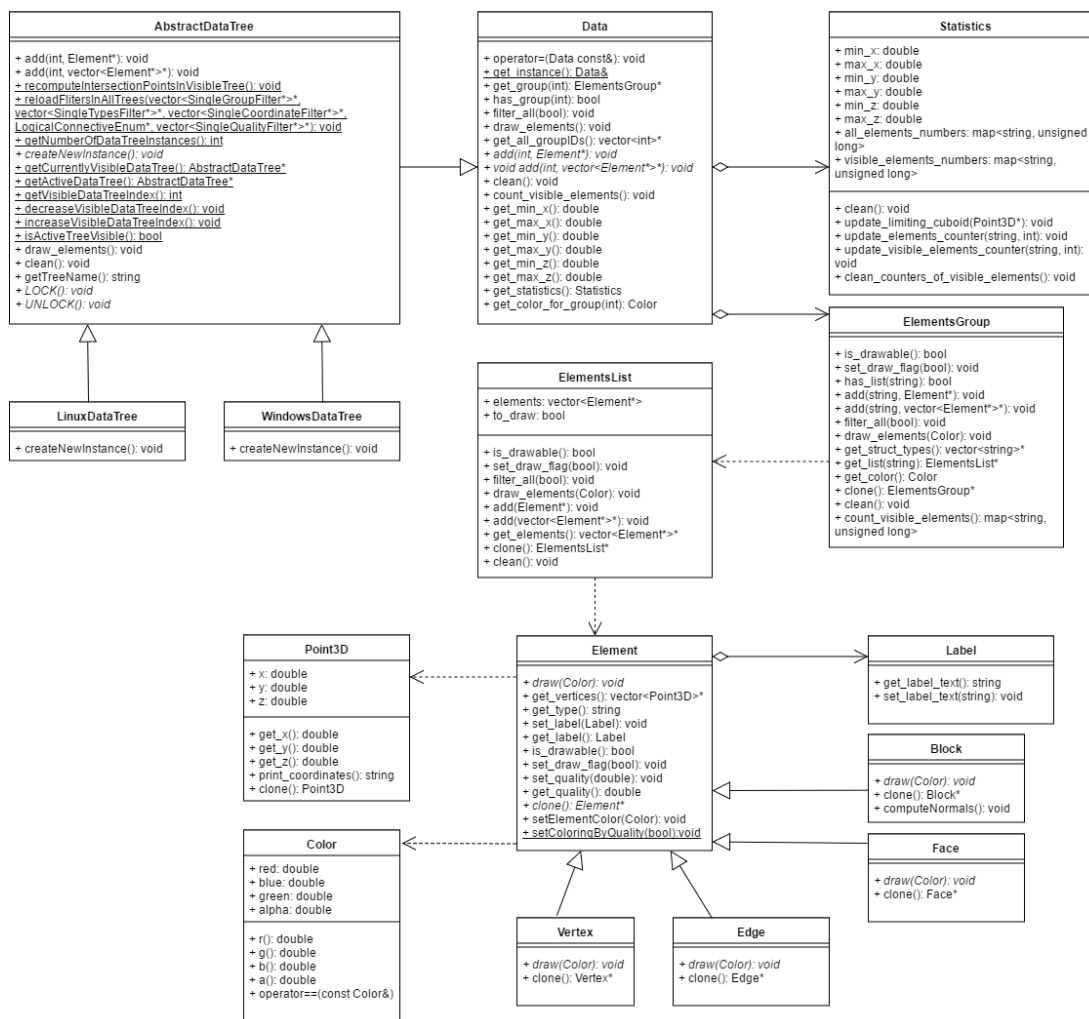 AbstractDataTree
+ add(int, Element*): void
+ add(int, vector<Element*>*): void
+ recomputeIntersectionPointsInVisibleTree(): void
+ reloadFlitersInAllTrees(vector<SingleGroupFilter*>*,
vector<SingleTypesFilter*>*, vector<SingleCoordinateFilter*>*,
LogicalConnectiveEnum*, vector<SingleQualityFilter*>*): void
+ getNumberOfDataTreeInstances(): int
+ createNewInstance(): void
+ getCurrentlyVisibleDataTree(): AbstractDataTree*
+ getActiveDataTree(): AbstractDataTree*
+ getVisibleDataTreeIndex(): int
+ decreaseVisibleDataTreeIndex(): void
+ increaseVisibleDataTreeIndex(): void
+ isActiveTreeVisible(): bool
+ draw_elements(): void
+ clean(): void
+ getTreeName(): string
+ LOCK(): void
+ UNLOCK(): void
Data
+ operator=(Data const&): void
+ get_instance(): Data&
+ get_group(int): ElementsGroup*
+ has_group(int): bool
+ filter_all(bool): void
+ draw_elements(): void
+ get_all_groupIDs(): vector<int>*
+ add(int, Element*): void
+ void add(int, vector<Element*>*): void
+ clean(): void
+ count_visible_elements(): void
+ get_min_x(): double
+ get_max_x(): double
+ get_min_y(): double
+ get_max_y(): double
+ get_min_z(): double
+ get_max_z(): double
+ get_statistics(): Statistics
+ get_color_for_group(int): Color
Statistics
+ min_x: double
+ max_x: double
+ min_y: double
+ max_y: double
+ min_z: double
+ max_z: double
+ all_elements_numbers: map<string, unsigned
long>
+ visible_elements_numbers: map<string,
unsigned long>
+ clean(): void
+ update_limiting_cuboid(Point3D*): void
+ update_elements_counter(string, int): void
+ update_visible_elements_counter(string, int):
void
+ clean_counters_of_visible_elements(): void
LinuxDataTree
+ createNewInstance(): void
WindowsDataTree
+ createNewInstance(): void
ElementsList
+ elements: vector<Element*>
+ to_draw: bool
+ is_drawable(): bool
+ set_draw_flag(bool): void
+ filter_all(bool): void
+ draw_elements(Color): void
+ add(Element*): void
+ add(vector<Element*>*): void
+ get_elements(): vector<Element*>*
+ clone(): ElementsList*
+ clean(): void
ElementsGroup
+ is_drawable(): bool
+ set_draw_flag(bool): void
+ has_list(string): bool
+ add(string, Element*): void
+ add(string, vector<Element*>*): void
+ filter_all(bool): void
+ draw_elements(Color): void
+ get_struct_types(): vector<string>*
+ get_list(string): ElementsList*
+ get_color(): Color
+ clone(): ElementsGroup*
+ clean(): void
+ count_visible_elements(): map<string,
unsigned long>
Point3D
+ x: double
+ y: double
+ z: double
+ get_x(): double
+ get_y(): double
+ get_z(): double
+ print_coordinates(): string
+ clone(): Point3D
Element
+ draw(Color): void
+ get_vertices(): vector<Point3D>*
+ get_type(): string
+ set_label(Label): void
+ get_label(): Label
+ is_drawable(): bool
+ set_draw_flag(bool): void
+ set_quality(double): void
+ get_quality(): double
+ clone(): Element*
+ setElementColor(Color): void
+ setColoringByQuality(bool):void
Label
+ get_label_text(): string
+ set_label_text(string): void
Block
+ draw(Color): void
+ clone(): Block*
+ computeNormals(): void
Color
+ red: double
+ blue: double
+ green: double
+ alpha: double
+ r(): double
+ g(): double
+ b(): double
+ a(): double
+ operator==(const Color&)
Face
+ draw(Color): void
+ clone(): Face*
Vertex
+ draw(Color): void
+ clone(): Vertex*
Edge
+ draw(Color): void
+ clone(): Edge*